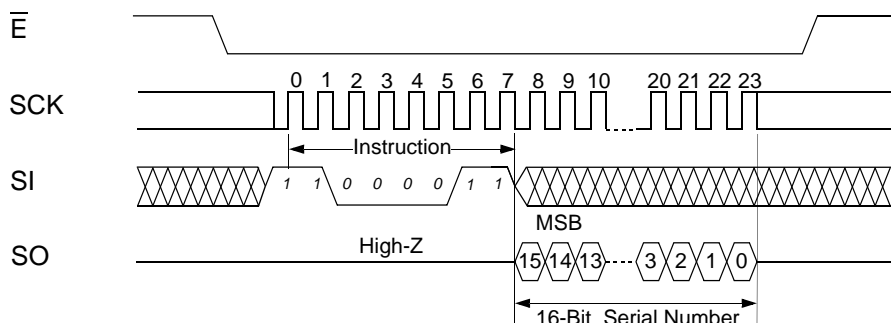 E
SCK
0 1 2 3 4 5 6 7 8 9 10 20 21 22 23
Instruction
SI
1 1 0 0 0 0 1 1
MSB
SO
High-Z
15 14 13 3 2 1 0
16-Bit Serial Number